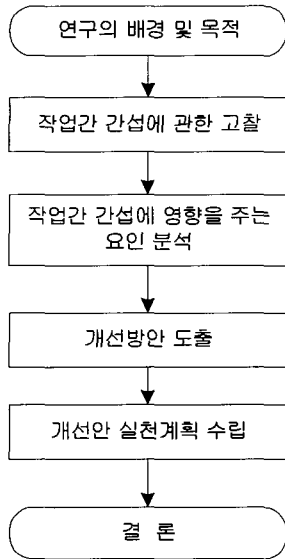 연구의 배경 및 목적
작업간 간섭에 관한 고찰
작업간 간섭에 영향을 주는
요인 분석
개선방안 도출
개선안 실천계획 수립
결 론